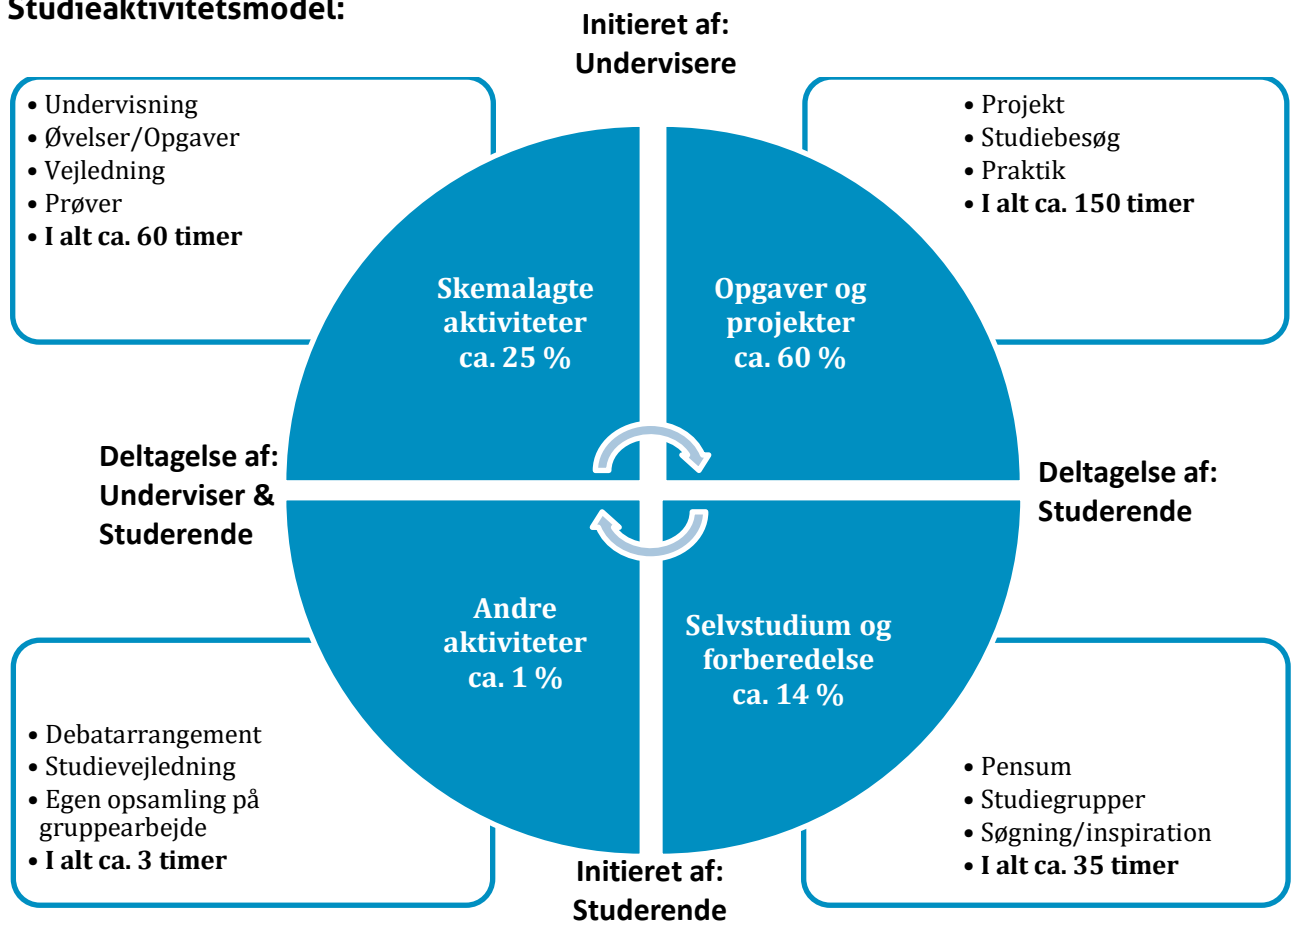 Studieaktivitetsmodel:
Initieret af:
Undervisere
• Undervisning
• Øvelser/Opgaver
• Vejledning
• Prøver
• I alt ca. 60 timer
• Projekt
• Studiebesøg
• Praktik
• I alt ca. 150 timer
Skemalagte
aktiviteter
ca. 25 %
Opgaver og
projekter
ca. 60 %
Deltagelse af:
Underviser &
Studerende
Deltagelse af:
Studerende
Andre
aktiviteter
ca. 1 %
Selvstudium og
forberedelse
ca. 14 %
• Debatarrangement
• Studievejledning
• Egen opsamling på
gruppearbejde
• I alt ca. 3 timer
• Pensum
• Studiegrupper
• Søgning/inspiration
• I alt ca. 35 timer
Initieret af:
Studerende